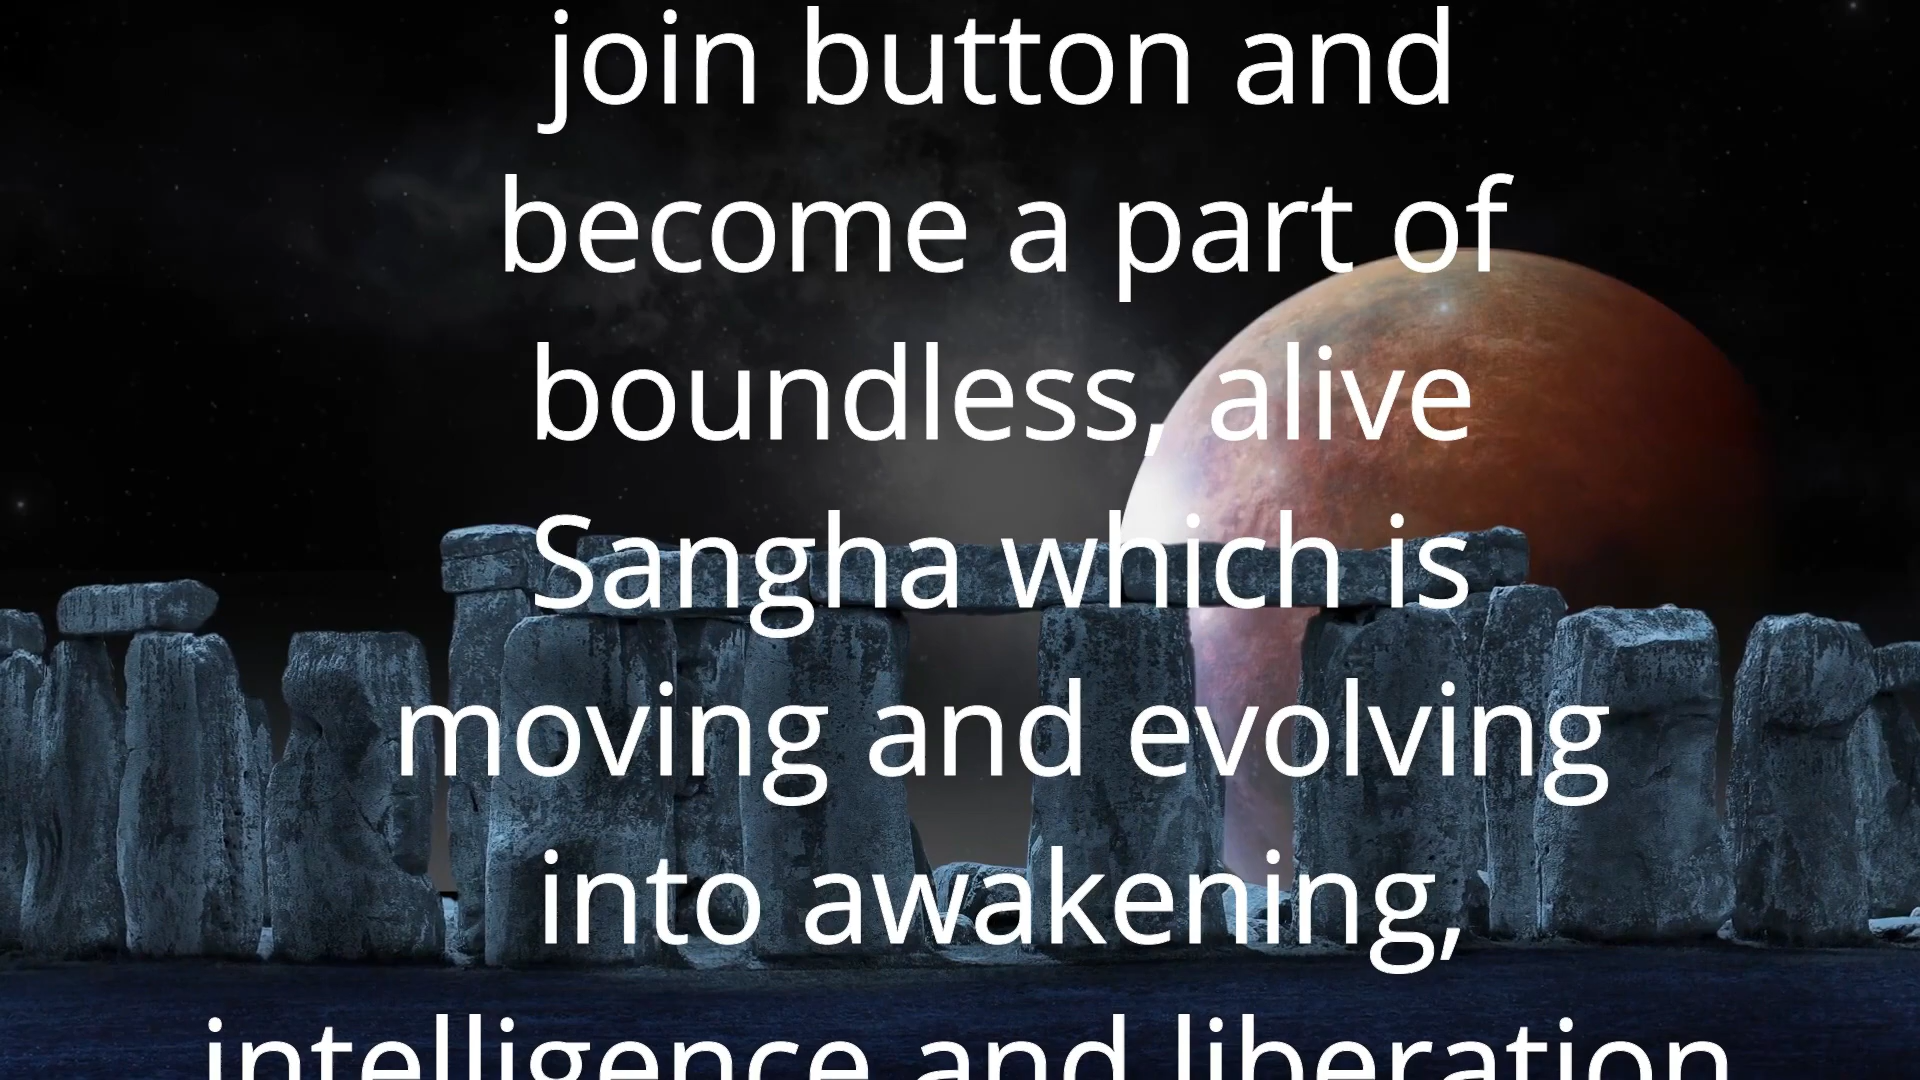 join button and
become a part of
boundless, alive
Sangha which is
moving and evolving
into awakening,
intelligence and liberation